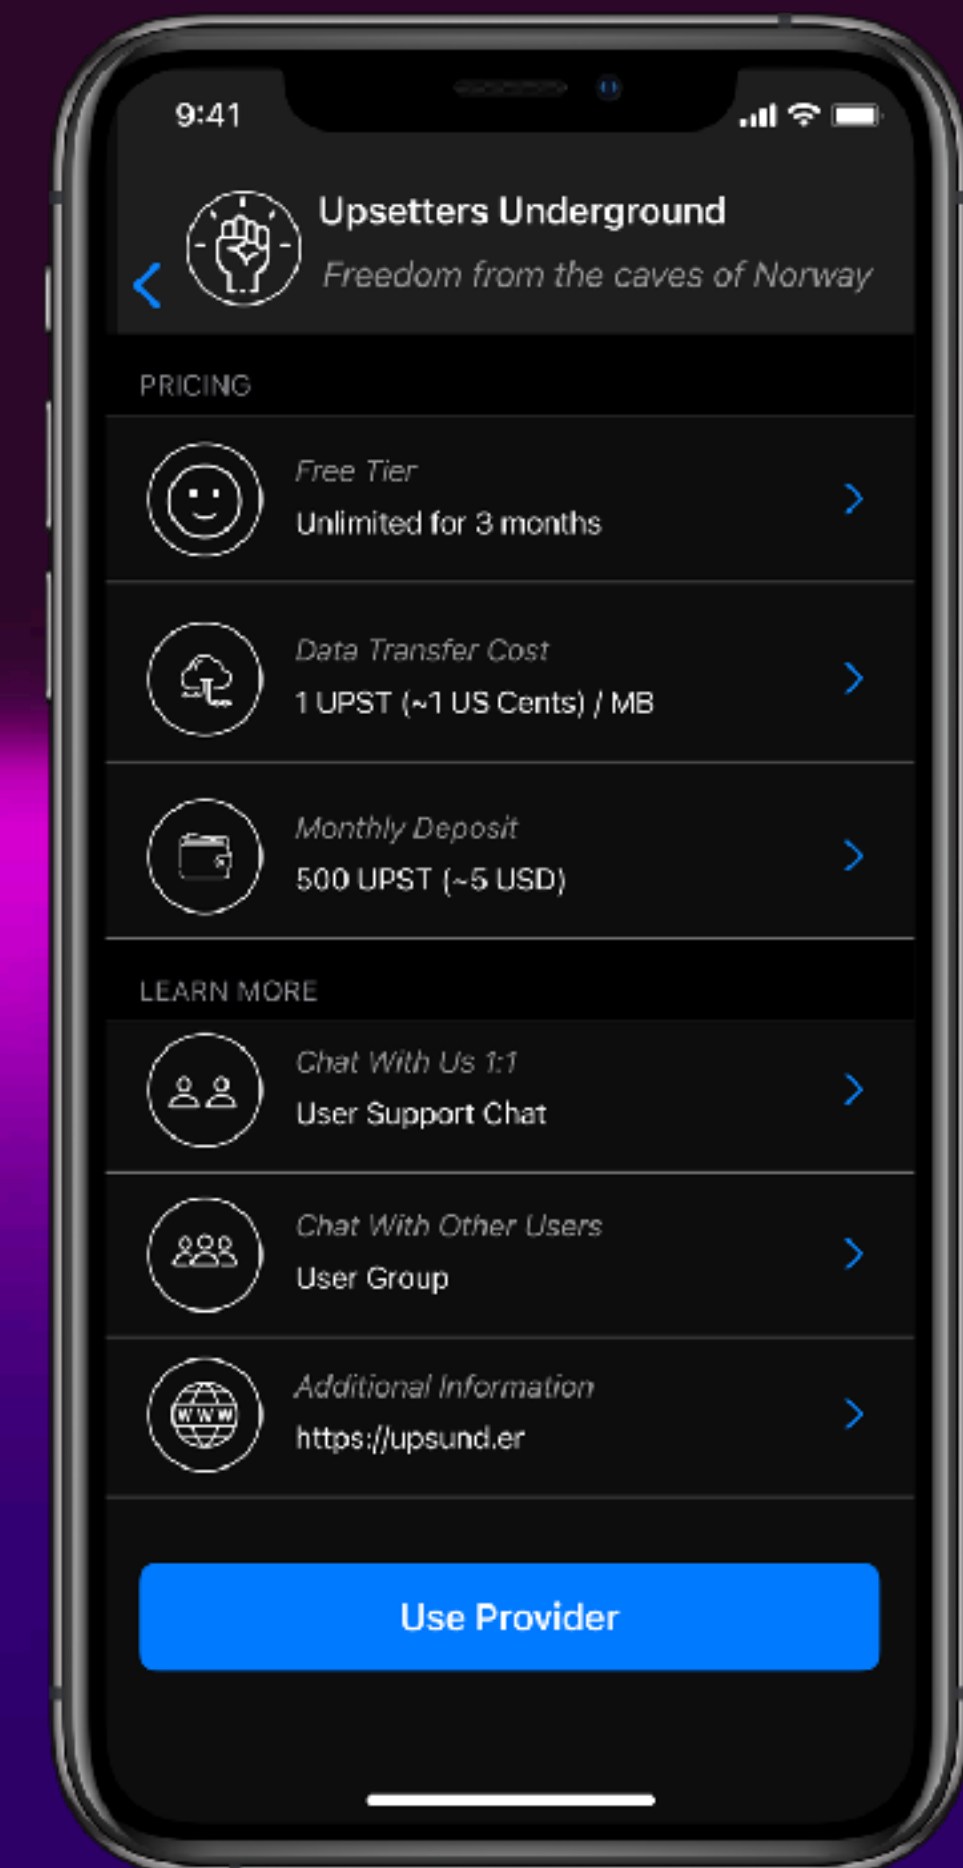 9:41
Upsetters Underground
Freedom from the caves of Norway
PRICING
Free Tier
Unlimited for 3 months
Data Transfer Cost
1 UPST (~1 US Cents) / MB
Monthly Deposit
500 UPST (~5 USD)
LEARN MORE
Chat With Us 1:1
User Support Chat
Chat With Other Users
User Group
Additional Information
WWW
https://upsund.er
Use Provider